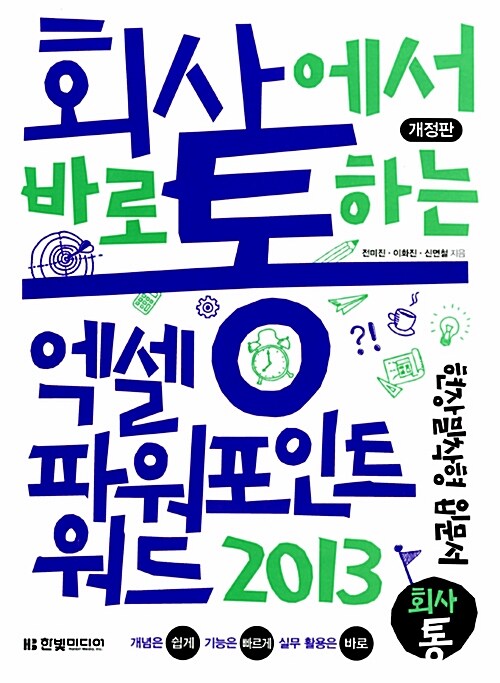 회사에서
개정판
바로 통하는
전미진 · 이화진 · 신면철 지음
?!
엑셀
파워포인트
워드 2013
현장밀착형 입문서
회사
통
한빛미디어
개념은 쉽게 기능은 빠르게 실무 활용은 바로